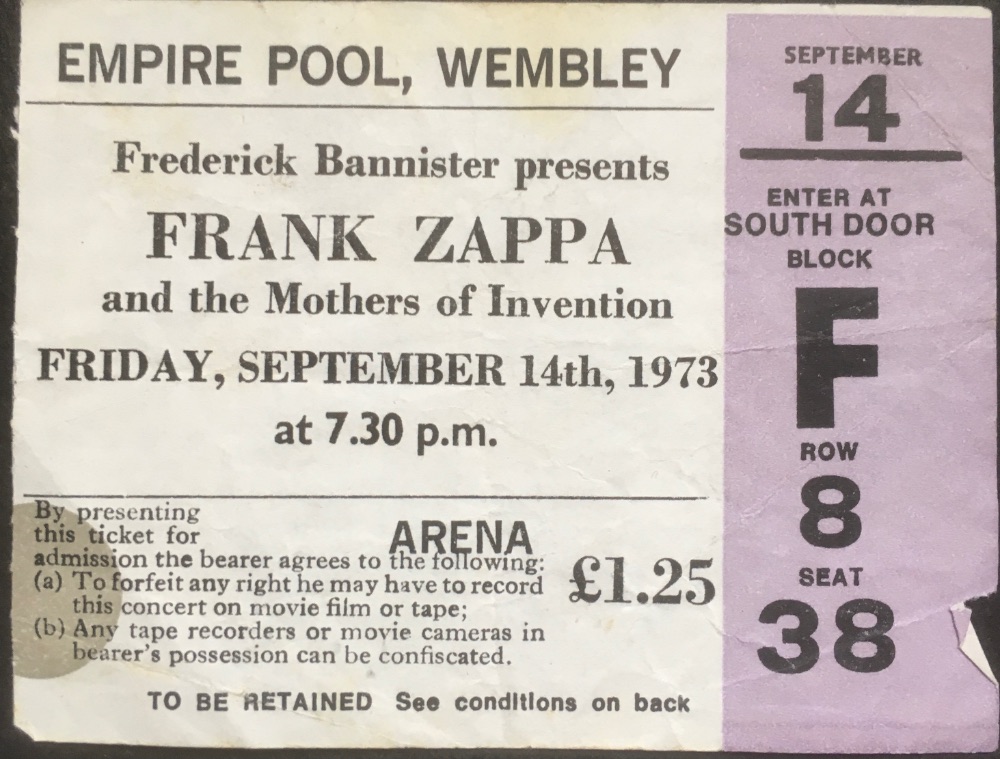 EMPIRE POOL, WEMBLEY
Frederick Bannister presents
FRANK ZAPPA
and the Mothers of Invention
FRIDAY, SEPTEMBER 14th, 1973
at 7.30 p.m.
By presenting
this ticket for
ARENA
admission the bearer agrees to the following:
(a) To forfeit any right he may have to record
this concert on movie film or tape;
(b) Any tape recorders or movie cameras in
bearer's possession can be confiscated.
£1.25
TO BE RETAINED See conditions on back
SEPTEMBER
14
ENTER AT
SOUTH DOOR
BLOCK
F
ROW
8
SEAT
38